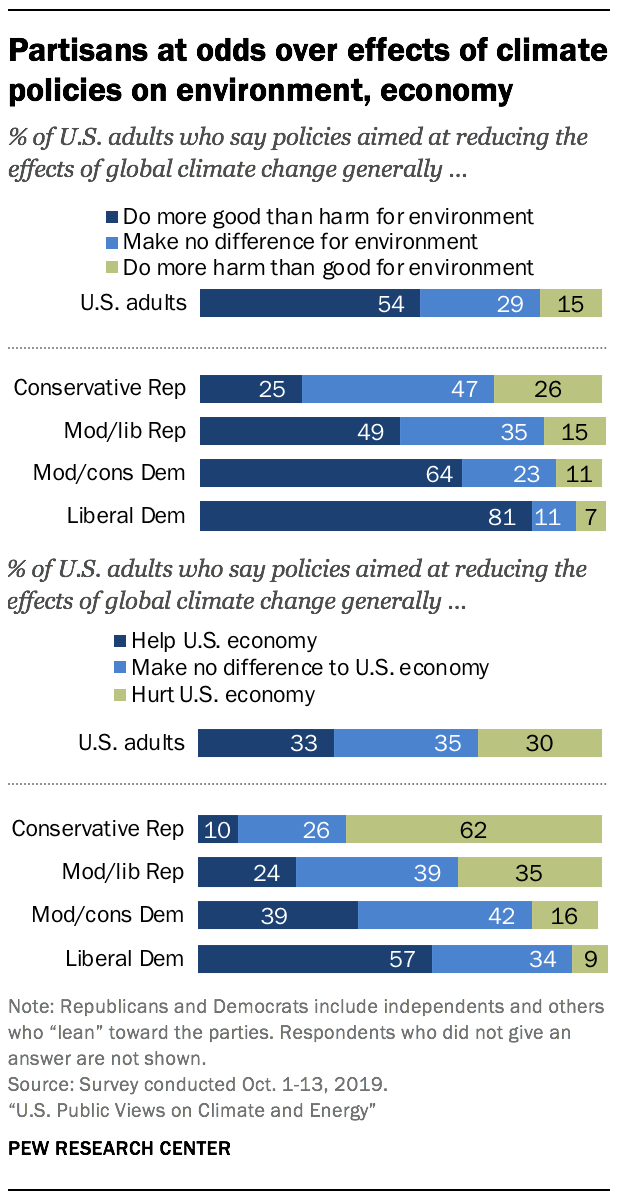 Partisans at odds over effects of climate
policies on environment, economy
% of U.S. adults who say policies aimed at reducing the
effects of global climate change generally ...
Do more good than harm for environment
Make no difference for environment
Do more harm than good for environment
U.S. adults 54 29 15
Conservative Rep 25 47 26
Mod/lib Rep 49 35 15
Mod/cons Dem 64 23 11
Liberal Dem 81 11 7
% of U.S. adults who say policies aimed at reducing the
effects of global climate change generally ...
Help U.S. economy
Make no difference to U.S. economy
Hurt U.S. economy
U.S. adults 33 35 30
Conservative Rep 10 26 62
Mod/lib Rep 24 39 35
Mod/cons Dem 39 42 16
Liberal Dem 57 34 9
Note: Republicans and Democrats include independents and others
who “lean” toward the parties. Respondents who did not give an
answer are not shown.
Source: Survey conducted Oct. 1-13, 2019.
“U.S. Public Views on Climate and Energy”
PEW RESEARCH CENTER